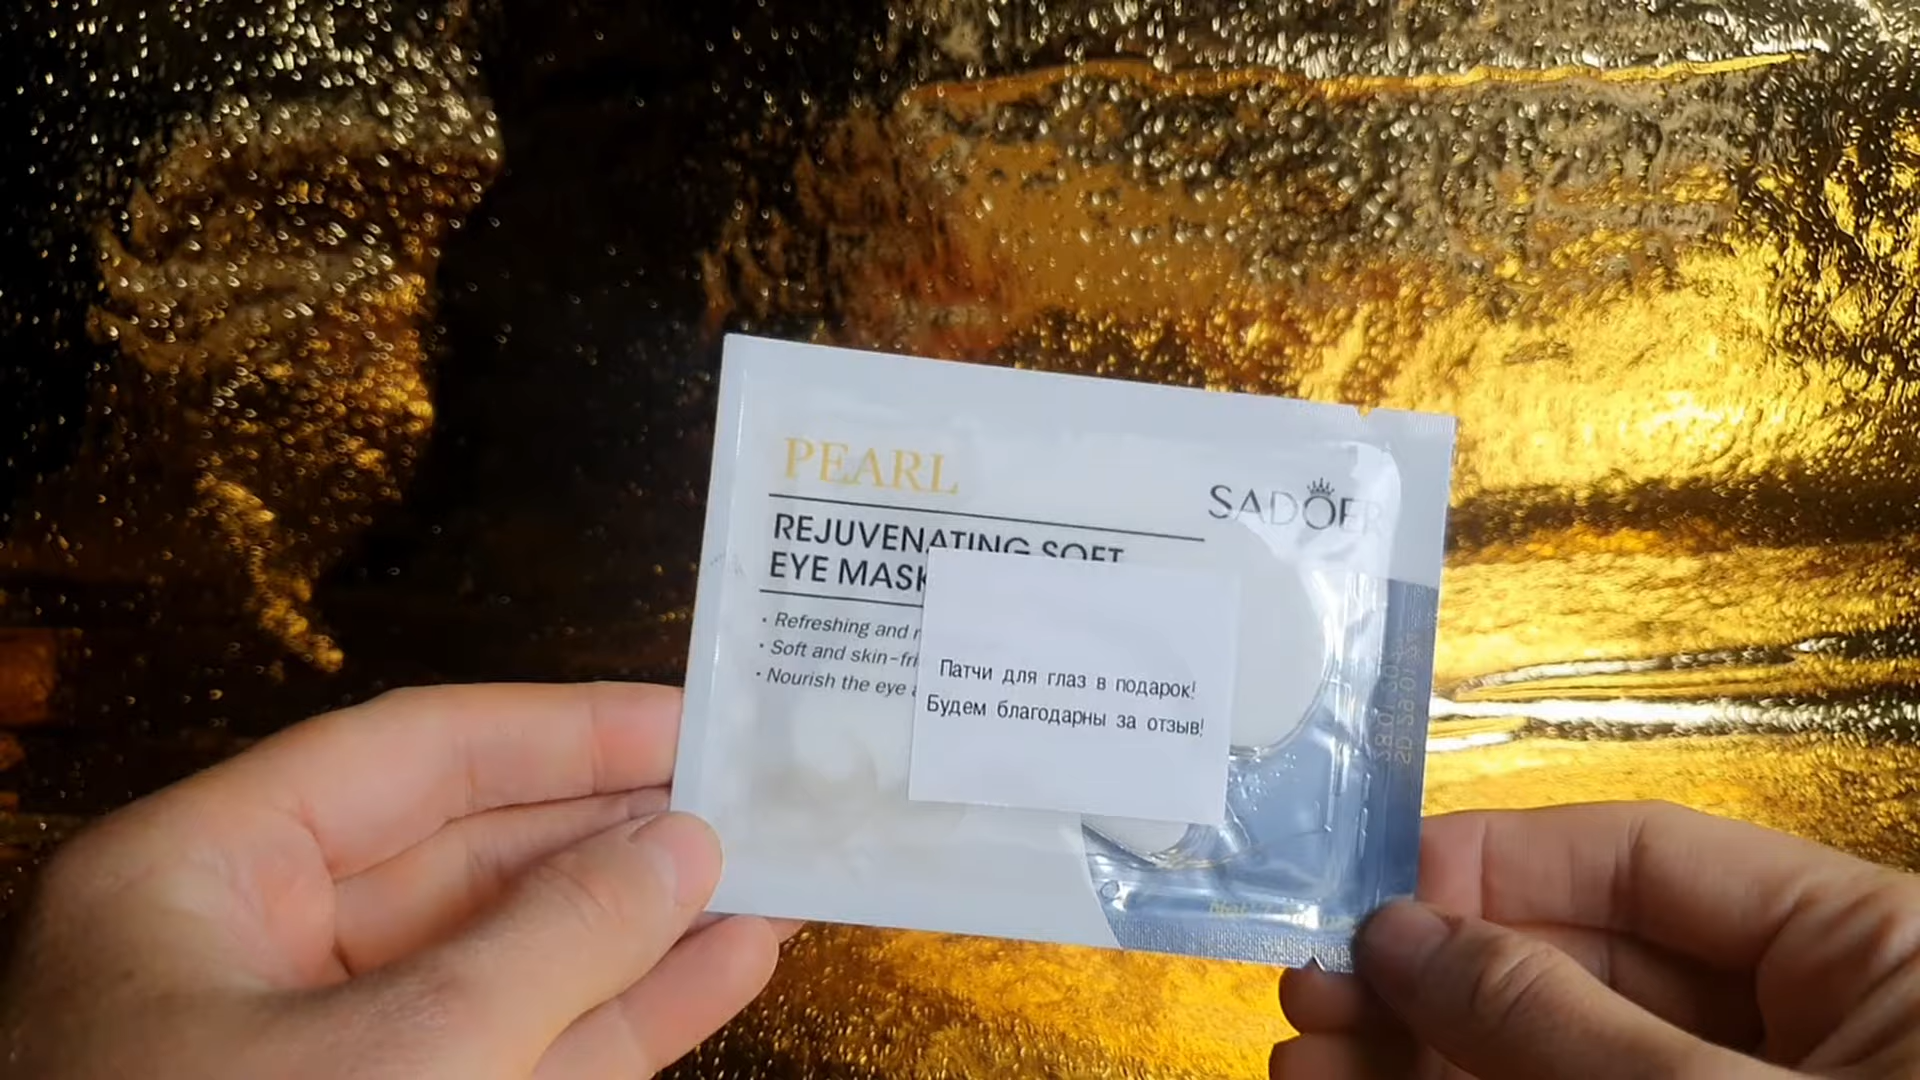 PEARL
SADOER
REJUVENATING SOFT
EYE MASK
• Refreshing and
• Soft and skin-fri
• Nourish the eye
Патчи для глаз в подарок!
Будем благодарны за отзыв!